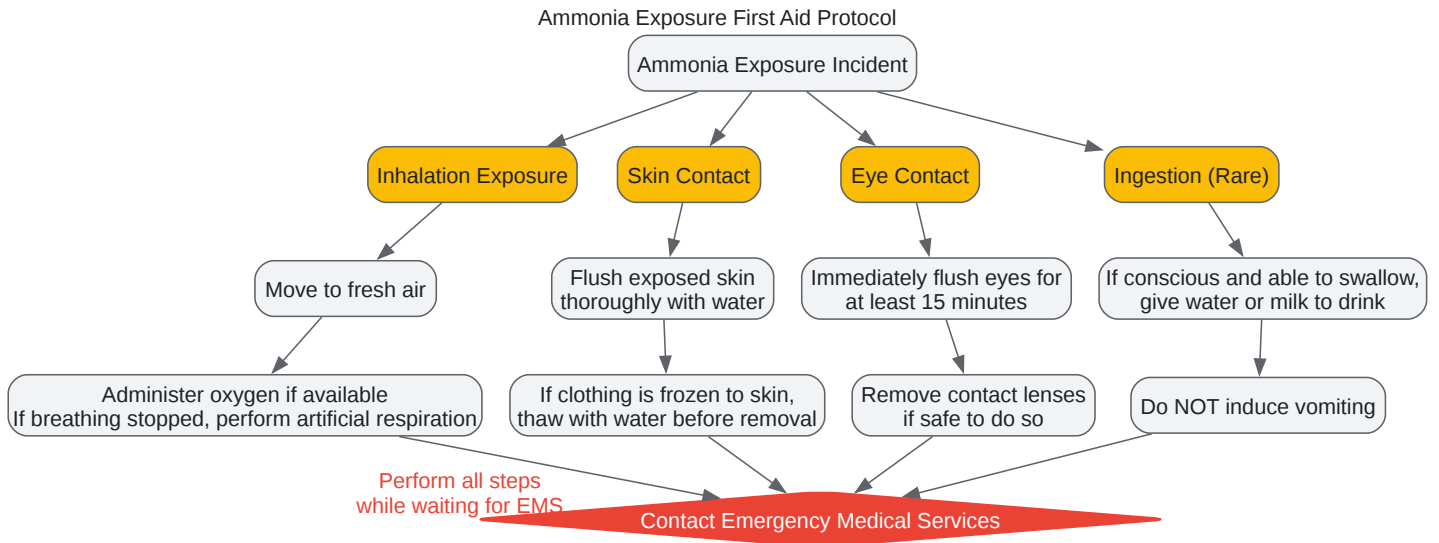 Ammonia Exposure First Aid Protocol
Ammonia Exposure Incident
Inhalation Exposure
Skin Contact
Eye Contact
Ingestion (Rare)
Move to fresh air
Flush exposed skin
thoroughly with water
Immediately flush eyes for
at least 15 minutes
If conscious and able to swallow,
give water or milk to drink
Administer oxygen if available
If breathing stopped, perform artificial respiration
If clothing is frozen to skin,
thaw with water before removal
Remove contact lenses
if safe to do so
Do NOT induce vomiting
Perform all steps
while waiting for EMS
Contact Emergency Medical Services